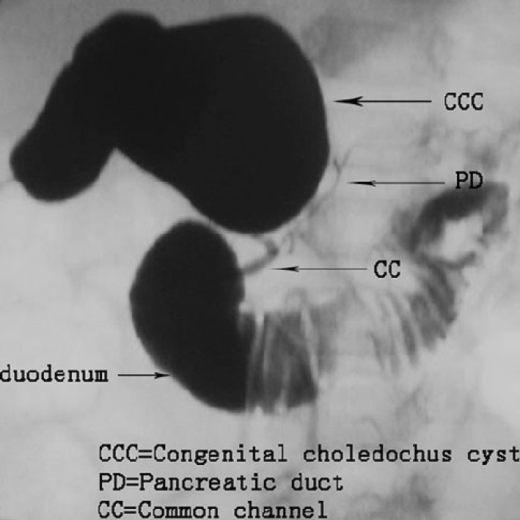 CCC
PD
CC
duodenum
CCC=Congenital choledochus cyst
PD=Pancreatic duct
CC=Common channel